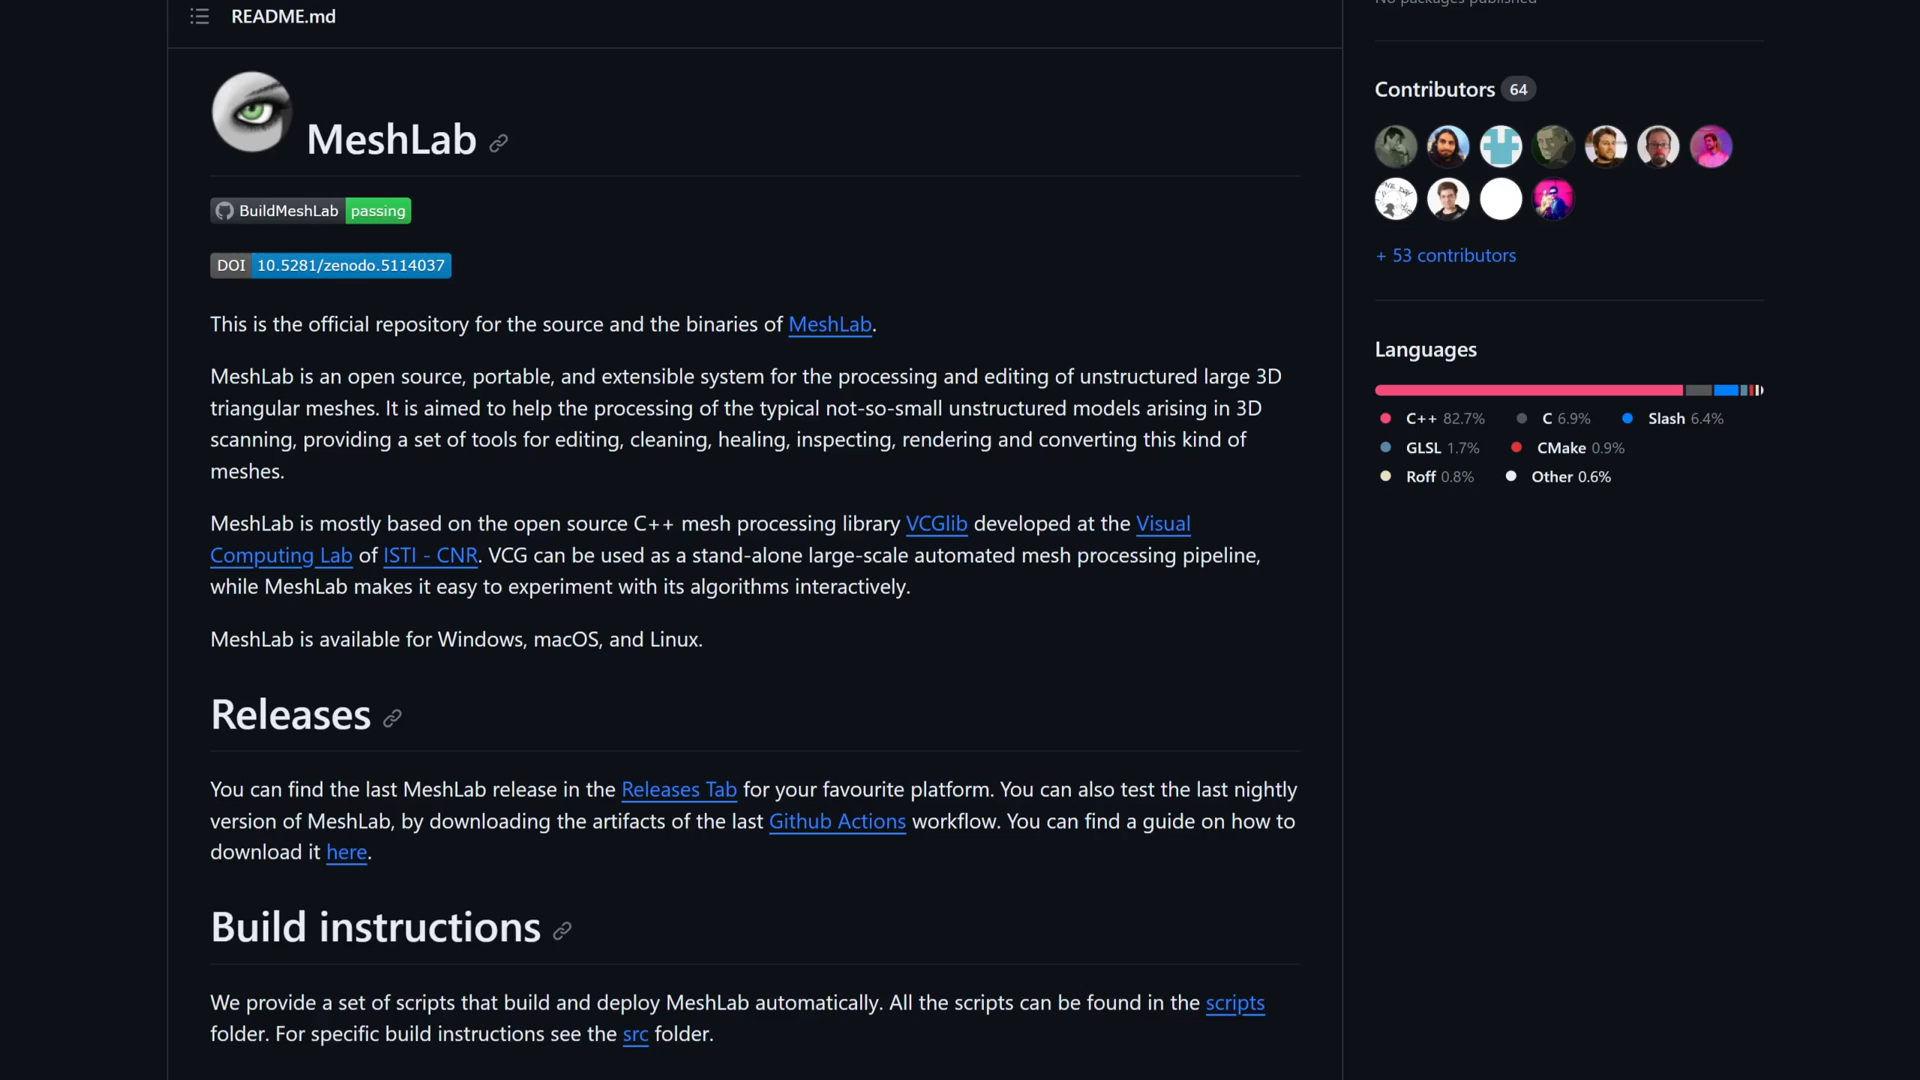 No packages published
README.md
MeshLab
BuildMeshLab passing
DOI 10.5281/zenodo.5114037
This is the official repository for the source and the binaries of MeshLab.
MeshLab is an open source, portable, and extensible system for the processing and editing of unstructured large 3D
triangular meshes. It is aimed to help the processing of the typical not-so-small unstructured models arising in 3D
scanning, providing a set of tools for editing, cleaning, healing, inspecting, rendering and converting this kind of
meshes.
MeshLab is mostly based on the open source C++ mesh processing library VCGlib developed at the Visual
Computing Lab of ISTI - CNR. VCG can be used as a stand-alone large-scale automated mesh processing pipeline,
while MeshLab makes it easy to experiment with its algorithms interactively.
MeshLab is available for Windows, macOS, and Linux.
Releases
You can find the last MeshLab release in the Releases Tab for your favourite platform. You can also test the last nightly
version of MeshLab, by downloading the artifacts of the last Github Actions workflow. You can find a guide on how to
download it here.
Build instructions
We provide a set of scripts that build and deploy MeshLab automatically. All the scripts can be found in the scripts
folder. For specific build instructions see the src folder.
Contributors 64
+ 53 contributors
Languages
C++ 82.7% C 6.9% Slash 6.4%
GLSL 1.7% CMake 0.9%
Roff 0.8% Other 0.6%